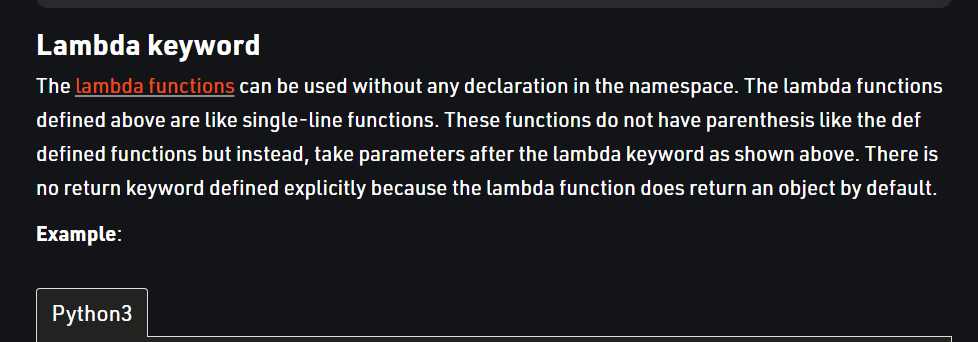 Lambda keyword
The lambda functions can be used without any declaration in the namespace. The lambda functions
defined above are like single-line functions. These functions do not have parenthesis like the def
defined functions but instead, take parameters after the lambda keyword as shown above. There is
no return keyword defined explicitly because the lambda function does return an object by default.
Example:
Python3